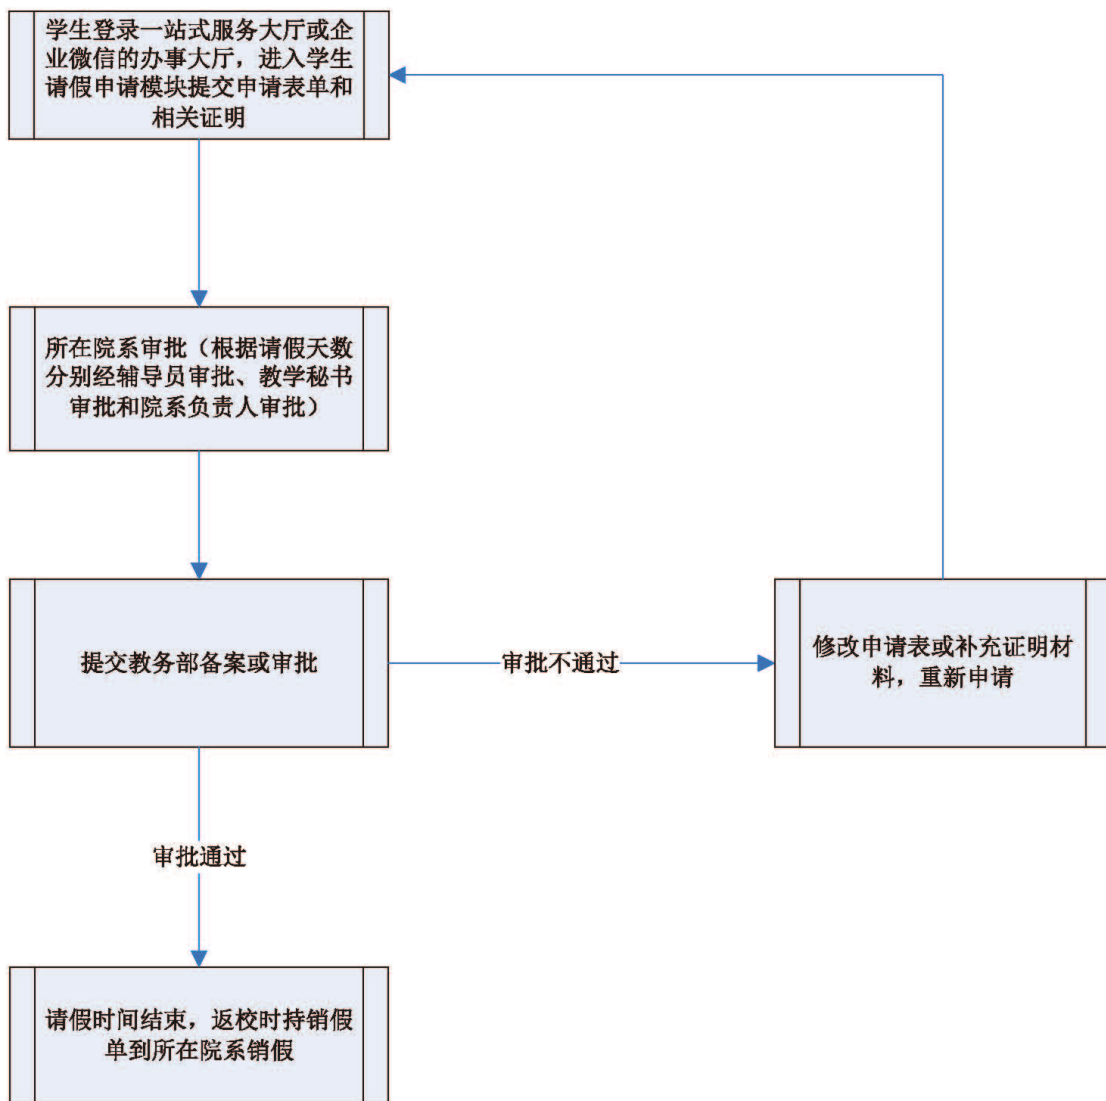 学生登录一站式服务大厅或企
业微信的办事大厅，进入学生
请假申请模块提交申请表单和
相关证明
所在院系审批（根据请假天数
分别经辅导员审批、教学秘书
审批和院系负责人审批）
提交教务部备案或审批
审批不通过
修改申请表或补充证明材
料，重新申请
审批通过
请假时间结束，返校时持销假
单到所在院系销假